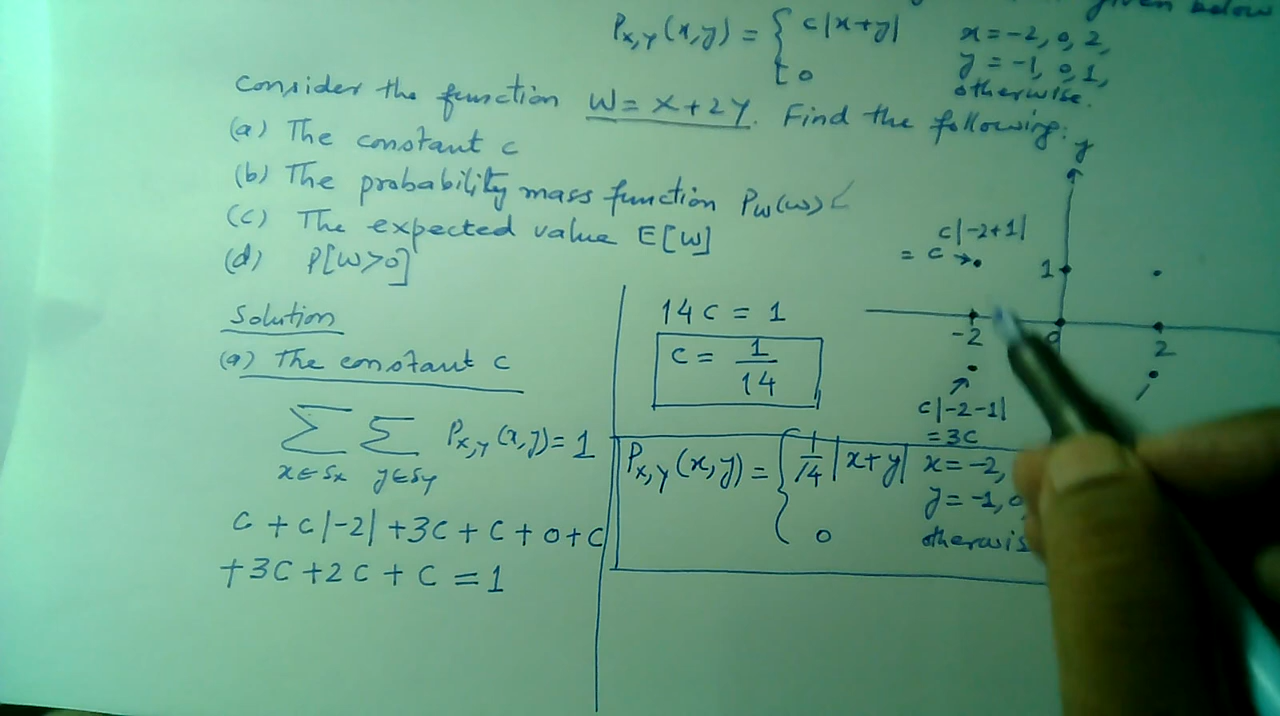 given below
P_{X,Y}(x,y) = { c|x+y| x = -2, 0, 2,
y = -1, 0, 1,
0 otherwise.
Consider the function W = X + 2Y. Find the following:
(a) The constant c
(b) The probability mass function P_W(w)
(c) The expected value E[W]
(d) P[W>0]
y
c|-2+1|
= c →
1
-2
0
2
c|-2-1|
= 3c
Solution
(a) The constant c
Σ Σ P_{X,Y}(x,y) = 1
x∈S_X y∈S_Y
c + c|-2| + 3c + c + 0 + c
+ 3c + 2c + c = 1
14c = 1
c = 1/14
P_{X,Y}(x,y) = { 1/14 |x+y| x = -2,
y = -1, 0
0